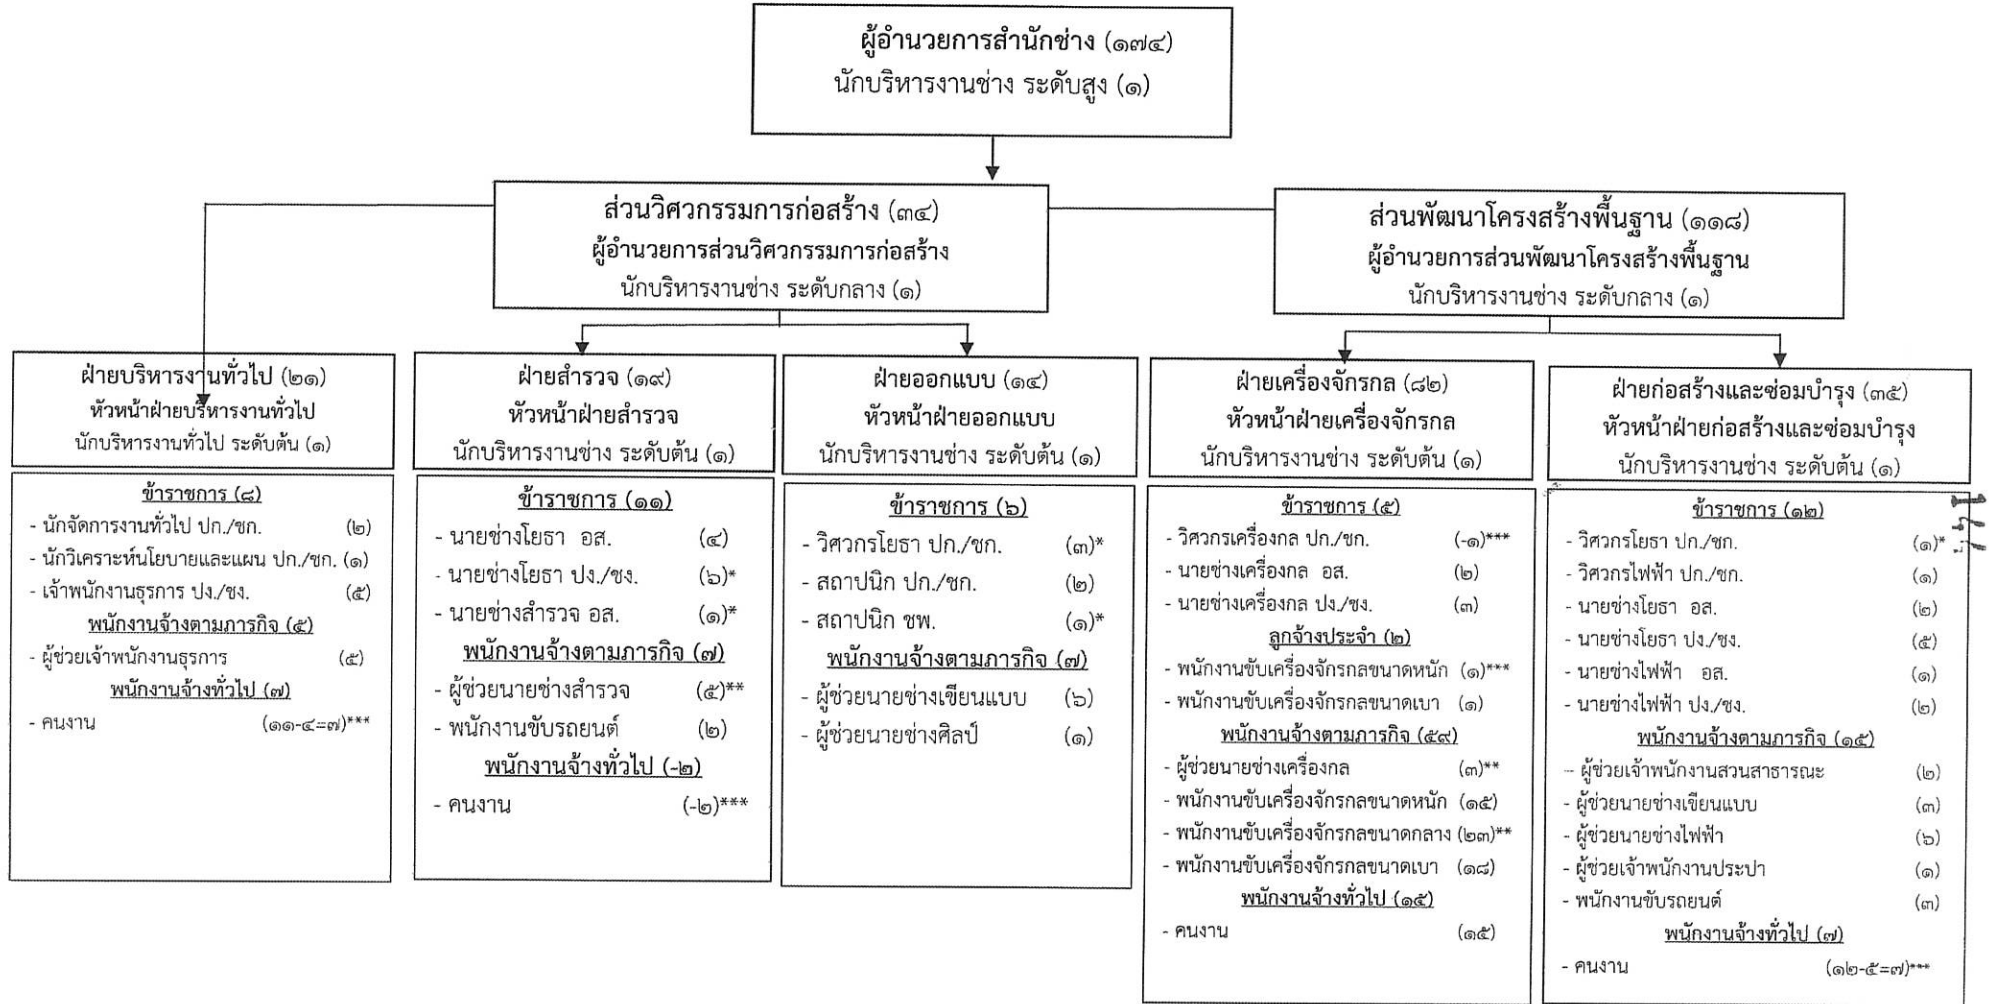 ผู้อำนวยการสำนักช่าง (๑๗๔)
นักบริหารงานช่าง ระดับสูง (๑)
ส่วนวิศวกรรมการก่อสร้าง (๓๔)
ผู้อำนวยการส่วนวิศวกรรมการก่อสร้าง
นักบริหารงานช่าง ระดับกลาง (๑)
ส่วนพัฒนาโครงสร้างพื้นฐาน (๑๑๘)
ผู้อำนวยการส่วนพัฒนาโครงสร้างพื้นฐาน
นักบริหารงานช่าง ระดับกลาง (๑)
ฝ่ายบริหารงานทั่วไป (๒๑)
หัวหน้าฝ่ายบริหารงานทั่วไป
นักบริหารงานทั่วไป ระดับต้น (๑)
ข้าราชการ (๘)
- นักจัดการงานทั่วไป ปก./ชก. (๒)
- นักวิเคราะห์นโยบายและแผน ปก./ชก. (๑)
- เจ้าพนักงานธุรการ ปง./ชง. (๕)
พนักงานจ้างตามภารกิจ (๕)
- ผู้ช่วยเจ้าพนักงานธุรการ (๕)
พนักงานจ้างทั่วไป (๗)
- คนงาน (๑๑-๔=๗)***
ฝ่ายสำรวจ (๑๙)
หัวหน้าฝ่ายสำรวจ
นักบริหารงานช่าง ระดับต้น (๑)
ข้าราชการ (๑๑)
- นายช่างโยธา อส. (๔)
- นายช่างโยธา ปง./ชง. (๖)*
- นายช่างสำรวจ อส. (๑)*
พนักงานจ้างตามภารกิจ (๗)
- ผู้ช่วยนายช่างสำรวจ (๕)**
- พนักงานขับรถยนต์ (๒)
พนักงานจ้างทั่วไป (-๒)
- คนงาน (-๒)***
ฝ่ายออกแบบ (๑๔)
หัวหน้าฝ่ายออกแบบ
นักบริหารงานช่าง ระดับต้น (๑)
ข้าราชการ (๖)
- วิศวกรโยธา ปก./ชก. (๓)*
- สถาปนิก ปก./ชก. (๒)
- สถาปนิก ชพ. (๑)*
พนักงานจ้างตามภารกิจ (๗)
- ผู้ช่วยนายช่างเขียนแบบ (๖)
- ผู้ช่วยนายช่างศิลป์ (๑)
ฝ่ายเครื่องจักรกล (๘๒)
หัวหน้าฝ่ายเครื่องจักรกล
นักบริหารงานช่าง ระดับต้น (๑)
ข้าราชการ (๕)
- วิศวกรเครื่องกล ปก./ชก. (-๑)***
- นายช่างเครื่องกล อส. (๒)
- นายช่างเครื่องกล ปง./ชง. (๓)
ลูกจ้างประจำ (๒)
- พนักงานขับเครื่องจักรกลขนาดหนัก (๑)***
- พนักงานขับเครื่องจักรกลขนาดเบา (๑)
พนักงานจ้างตามภารกิจ (๕๙)
- ผู้ช่วยนายช่างเครื่องกล (๓)**
- พนักงานขับเครื่องจักรกลขนาดหนัก (๑๕)
- พนักงานขับเครื่องจักรกลขนาดกลาง (๒๓)**
- พนักงานขับเครื่องจักรกลขนาดเบา (๑๘)
พนักงานจ้างทั่วไป (๑๕)
- คนงาน (๑๕)
ฝ่ายก่อสร้างและซ่อมบำรุง (๓๕)
หัวหน้าฝ่ายก่อสร้างและซ่อมบำรุง
นักบริหารงานช่าง ระดับต้น (๑)
ข้าราชการ (๑๒)
- วิศวกรโยธา ปก./ชก. (๑)*
- วิศวกรไฟฟ้า ปก./ชก. (๑)
- นายช่างโยธา อส. (๒)
- นายช่างโยธา ปง./ชง. (๕)
- นายช่างไฟฟ้า อส. (๑)
- นายช่างไฟฟ้า ปง./ชง. (๒)
พนักงานจ้างตามภารกิจ (๑๕)
- ผู้ช่วยเจ้าพนักงานสวนสาธารณะ (๒)
- ผู้ช่วยนายช่างเขียนแบบ (๓)
- ผู้ช่วยนายช่างไฟฟ้า (๖)
- ผู้ช่วยเจ้าพนักงานประปา (๑)
- พนักงานขับรถยนต์ (๓)
พนักงานจ้างทั่วไป (๗)
- คนงาน (๑๒-๕=๗)***